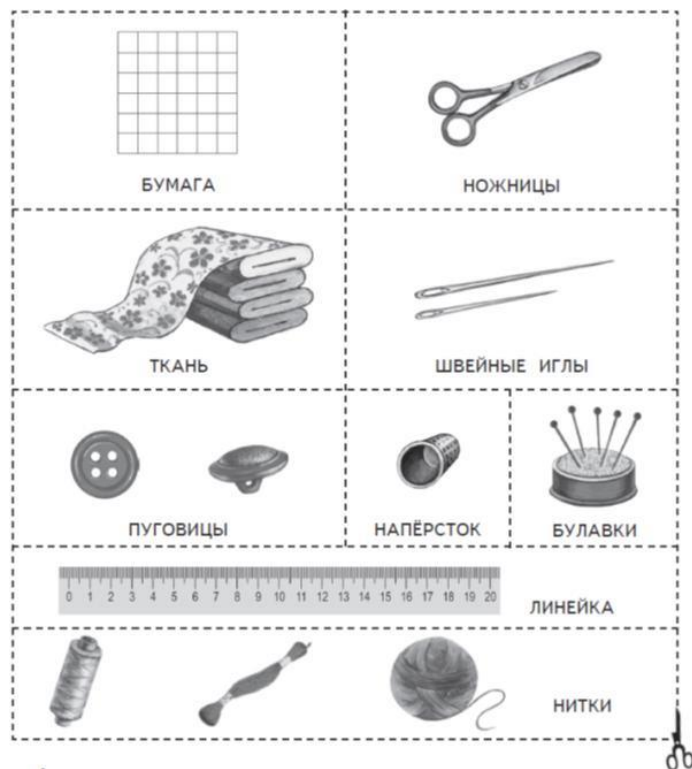 БУМАГА
НОЖНИЦЫ
ТКАНЬ
ШВЕЙНЫЕ ИГЛЫ
ПУГОВИЦЫ
НАПЁРСТОК
БУЛАВКИ
0 1 2 3 4 5 6 7 8 9 10 11 12 13 14 15 16 17 18 19 20
ЛИНЕЙКА
НИТКИ